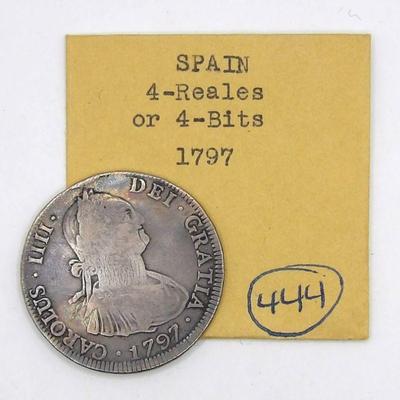 SPAIN
4-Reales
or 4-Bits
1797
CAROLUS · IIII · DEI · GRATIA · 1797 ·
444